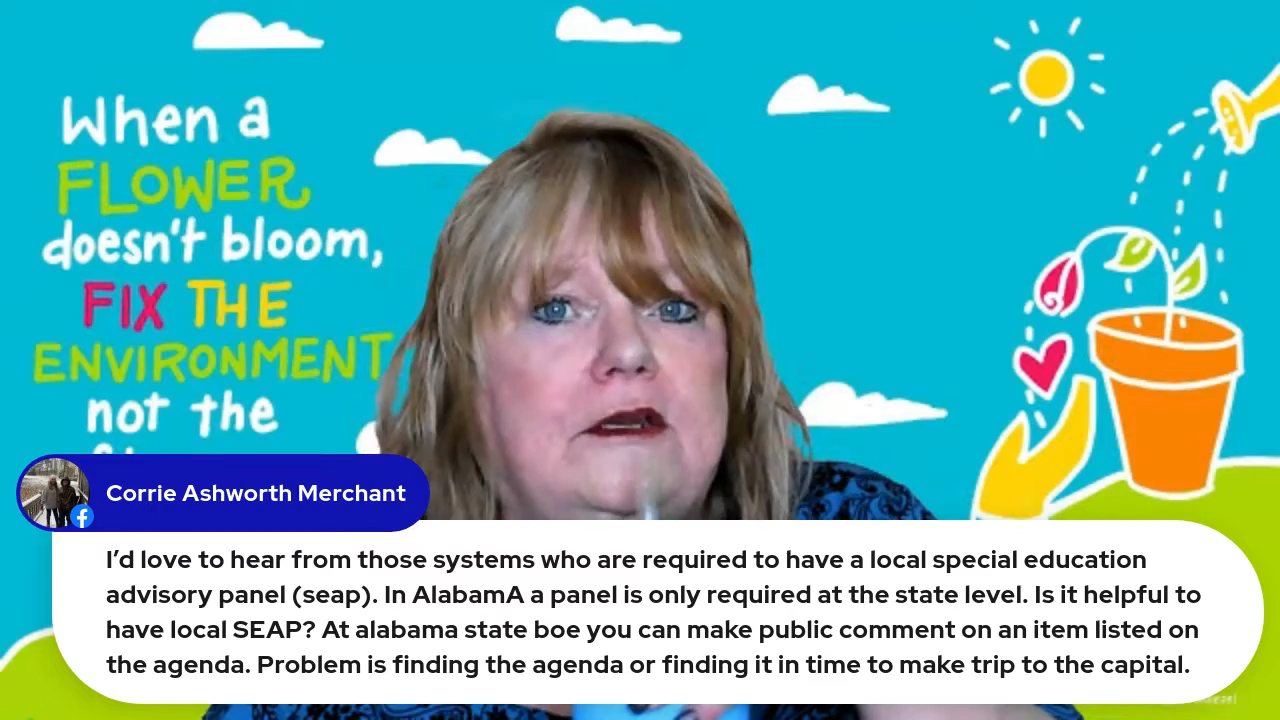 When a
FLOWER
doesn't bloom,
FIX THE
ENVIRONMENT
not the
Corrie Ashworth Merchant
I'd love to hear from those systems who are required to have a local special education
advisory panel (seap). In AlabamA a panel is only required at the state level. Is it helpful to
have local SEAP? At alabama state boe you can make public comment on an item listed on
the agenda. Problem is finding the agenda or finding it in time to make trip to the capital.